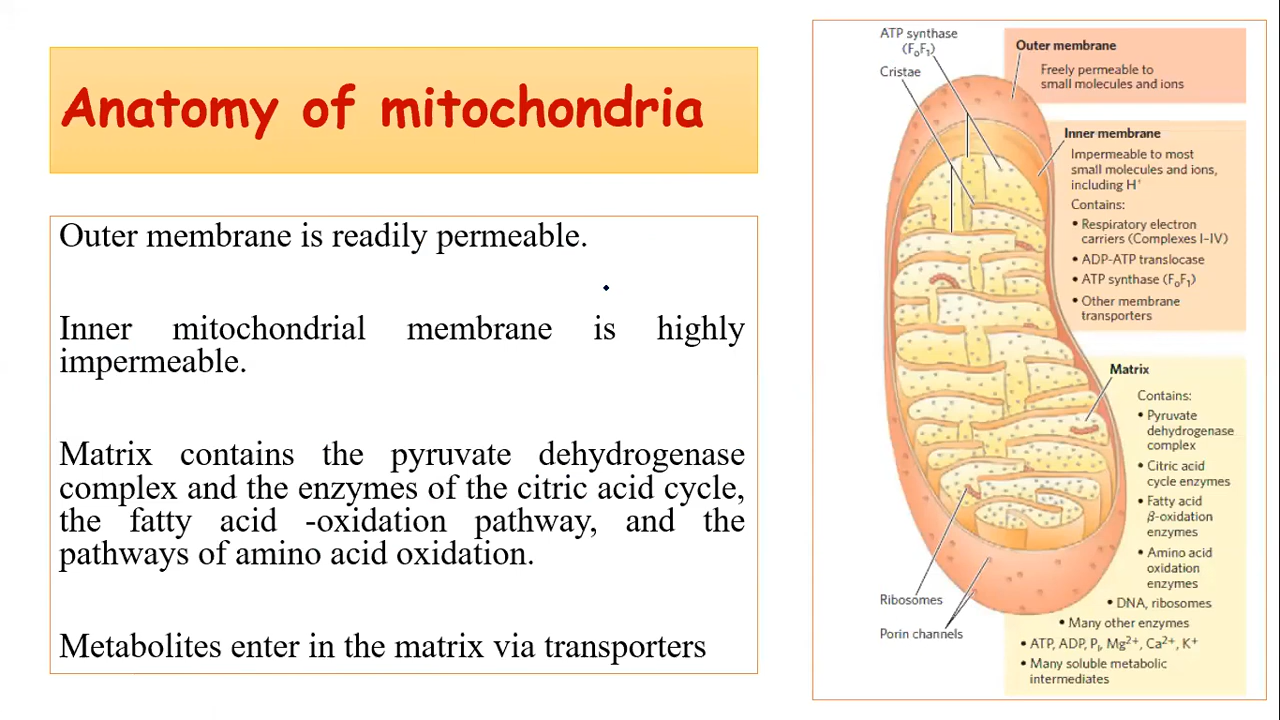 Anatomy of mitochondria
Outer membrane is readily permeable.
Inner mitochondrial membrane is highly
impermeable.
Matrix contains the pyruvate dehydrogenase
complex and the enzymes of the citric acid cycle,
the fatty acid -oxidation pathway, and the
pathways of amino acid oxidation.
Metabolites enter in the matrix via transporters
ATP synthase
(FₒF₁)
Cristae
Outer membrane
Freely permeable to
small molecules and ions
Inner membrane
Impermeable to most
small molecules and ions,
including H⁺
Contains:
• Respiratory electron
carriers (Complexes I–IV)
• ADP-ATP translocase
• ATP synthase (FₒF₁)
• Other membrane
transporters
Matrix
Contains:
• Pyruvate
dehydrogenase
complex
• Citric acid
cycle enzymes
• Fatty acid
β-oxidation
enzymes
• Amino acid
oxidation
enzymes
• DNA, ribosomes
• Many other enzymes
• ATP, ADP, Pᵢ, Mg²⁺, Ca²⁺, K⁺
• Many soluble metabolic
intermediates
Ribosomes
Porin channels